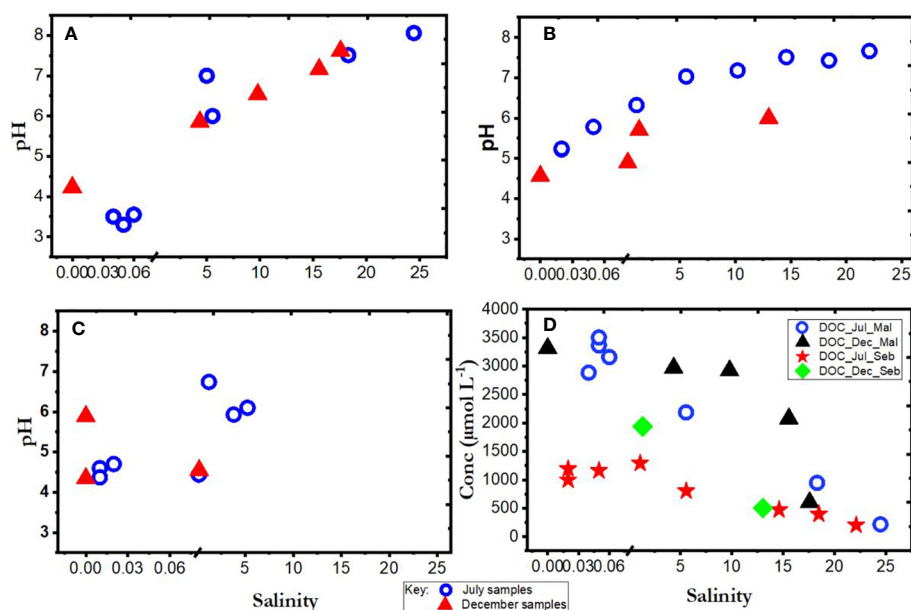 A
pH
8
7
6
5
4
3
0.00 0.03 0.06 5 10 15 20 25
B
pH
8
7
6
5
4
3
0.00 0.03 0.06 5 10 15 20 25
C
pH
8
7
6
5
4
3
0.00 0.03 0.06 5 10 15 20 25
Salinity
D
Conc (µmol L⁻¹)
4000
3500
3000
2500
2000
1500
1000
500
0
DOC_Jul_Mal
DOC_Dec_Mal
DOC_Jul_Seb
DOC_Dec_Seb
0.00 0.03 0.06 5 10 15 20 25
Salinity
Key: July samples
December samples